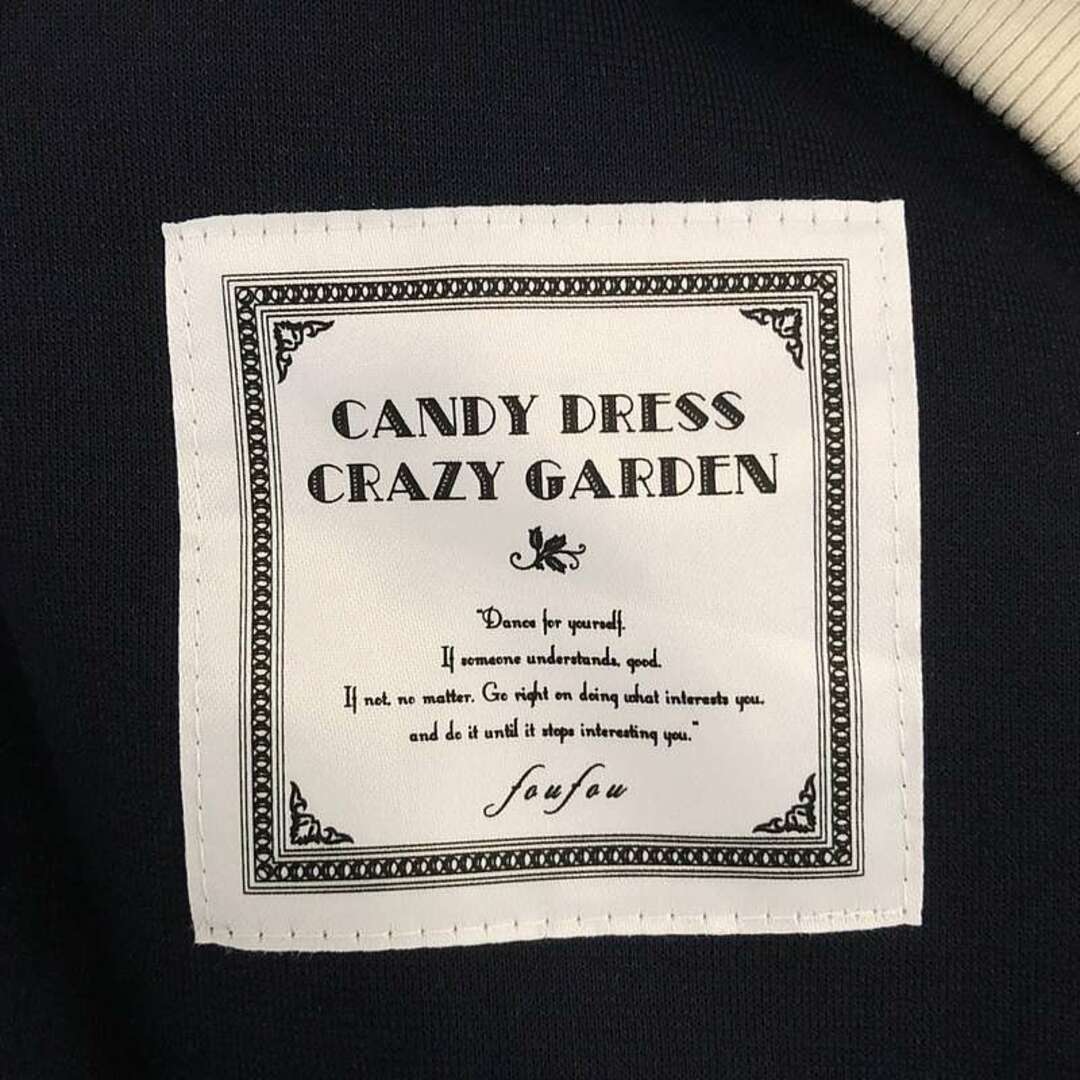 CANDY DRESS
CRAZY GARDEN
"Dance for yourself.
If someone understands, good.
If not, no matter. Go right on doing what interests you,
and do it until it stops interesting you."
foufou